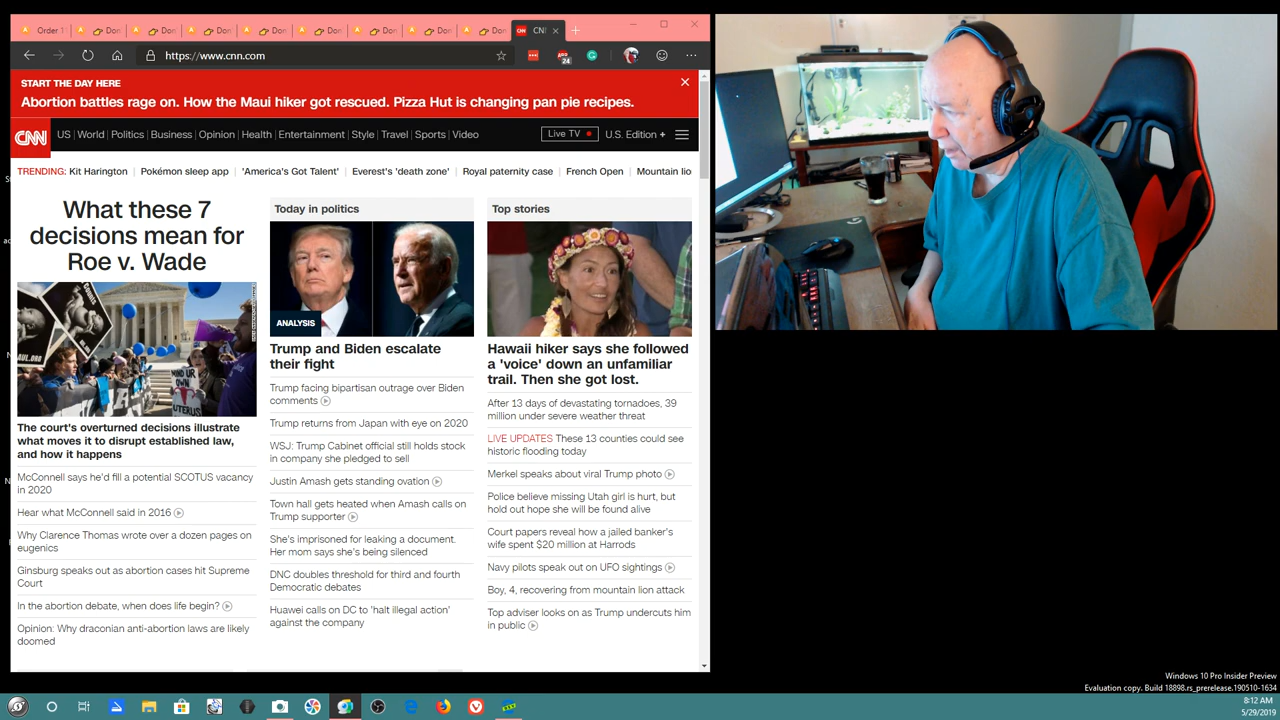 Order 1
Don
Don
Don
Don
Don
Don
Don
Don
CNN
https://www.cnn.com
24
START THE DAY HERE
Abortion battles rage on. How the Maui hiker got rescued. Pizza Hut is changing pan pie recipes.
CNN
US World Politics Business Opinion Health Entertainment Style Travel Sports Video
Live TV
U.S. Edition +
TRENDING: Kit Harington Pokémon sleep app 'America's Got Talent' Everest's 'death zone' Royal paternity case French Open Mountain lio
What these 7
decisions mean for
Roe v. Wade
The court's overturned decisions illustrate
what moves it to disrupt established law,
and how it happens
McConnell says he'd fill a potential SCOTUS vacancy
in 2020
Hear what McConnell said in 2016
Why Clarence Thomas wrote over a dozen pages on
eugenics
Ginsburg speaks out as abortion cases hit Supreme
Court
In the abortion debate, when does life begin?
Opinion: Why draconian anti-abortion laws are likely
doomed
Today in politics
ANALYSIS
Trump and Biden escalate
their fight
Trump facing bipartisan outrage over Biden
comments
Trump returns from Japan with eye on 2020
WSJ: Trump Cabinet official still holds stock
in company she pledged to sell
Justin Amash gets standing ovation
Town hall gets heated when Amash calls on
Trump supporter
She's imprisoned for leaking a document.
Her mom says she's being silenced
DNC doubles threshold for third and fourth
Democratic debates
Huawei calls on DC to 'halt illegal action'
against the company
Top stories
Hawaii hiker says she followed
a 'voice' down an unfamiliar
trail. Then she got lost.
After 13 days of devastating tornadoes, 39
million under severe weather threat
LIVE UPDATES These 13 counties could see
historic flooding today
Merkel speaks about viral Trump photo
Police believe missing Utah girl is hurt, but
hold out hope she will be found alive
Court papers reveal how a jailed banker's
wife spent $20 million at Harrods
Navy pilots speak out on UFO sightings
Boy, 4, recovering from mountain lion attack
Top adviser looks on as Trump undercuts him
in public
Windows 10 Pro Insider Preview
Evaluation copy. Build 18898.rs_prerelease.190510-1634
8:12 AM
5/29/2019